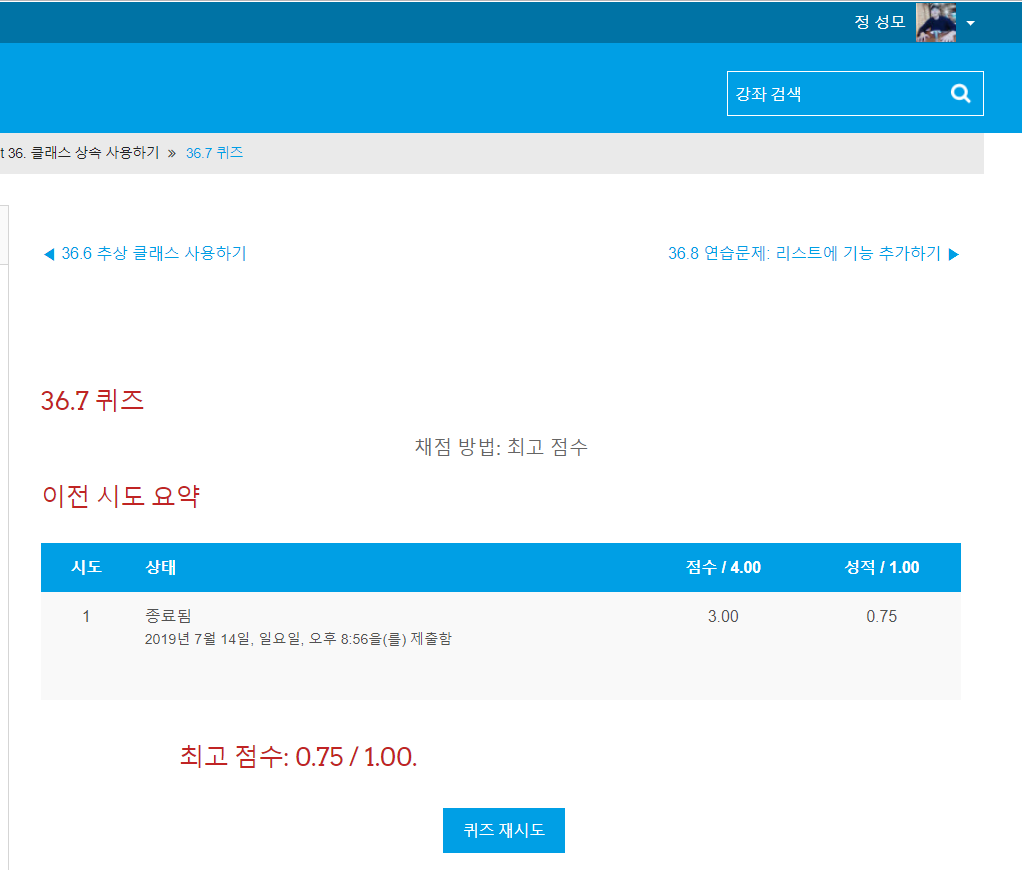 정 성모
강좌 검색
t 36. 클래스 상속 사용하기 » 36.7 퀴즈
◀ 36.6 추상 클래스 사용하기
36.8 연습문제: 리스트에 기능 추가하기 ▶
36.7 퀴즈
채점 방법: 최고 점수
이전 시도 요약
시도 상태 점수 / 4.00 성적 / 1.00
1 종료됨 3.00 0.75
2019년 7월 14일, 일요일, 오후 8:56을(를) 제출함
최고 점수: 0.75 / 1.00.
퀴즈 재시도